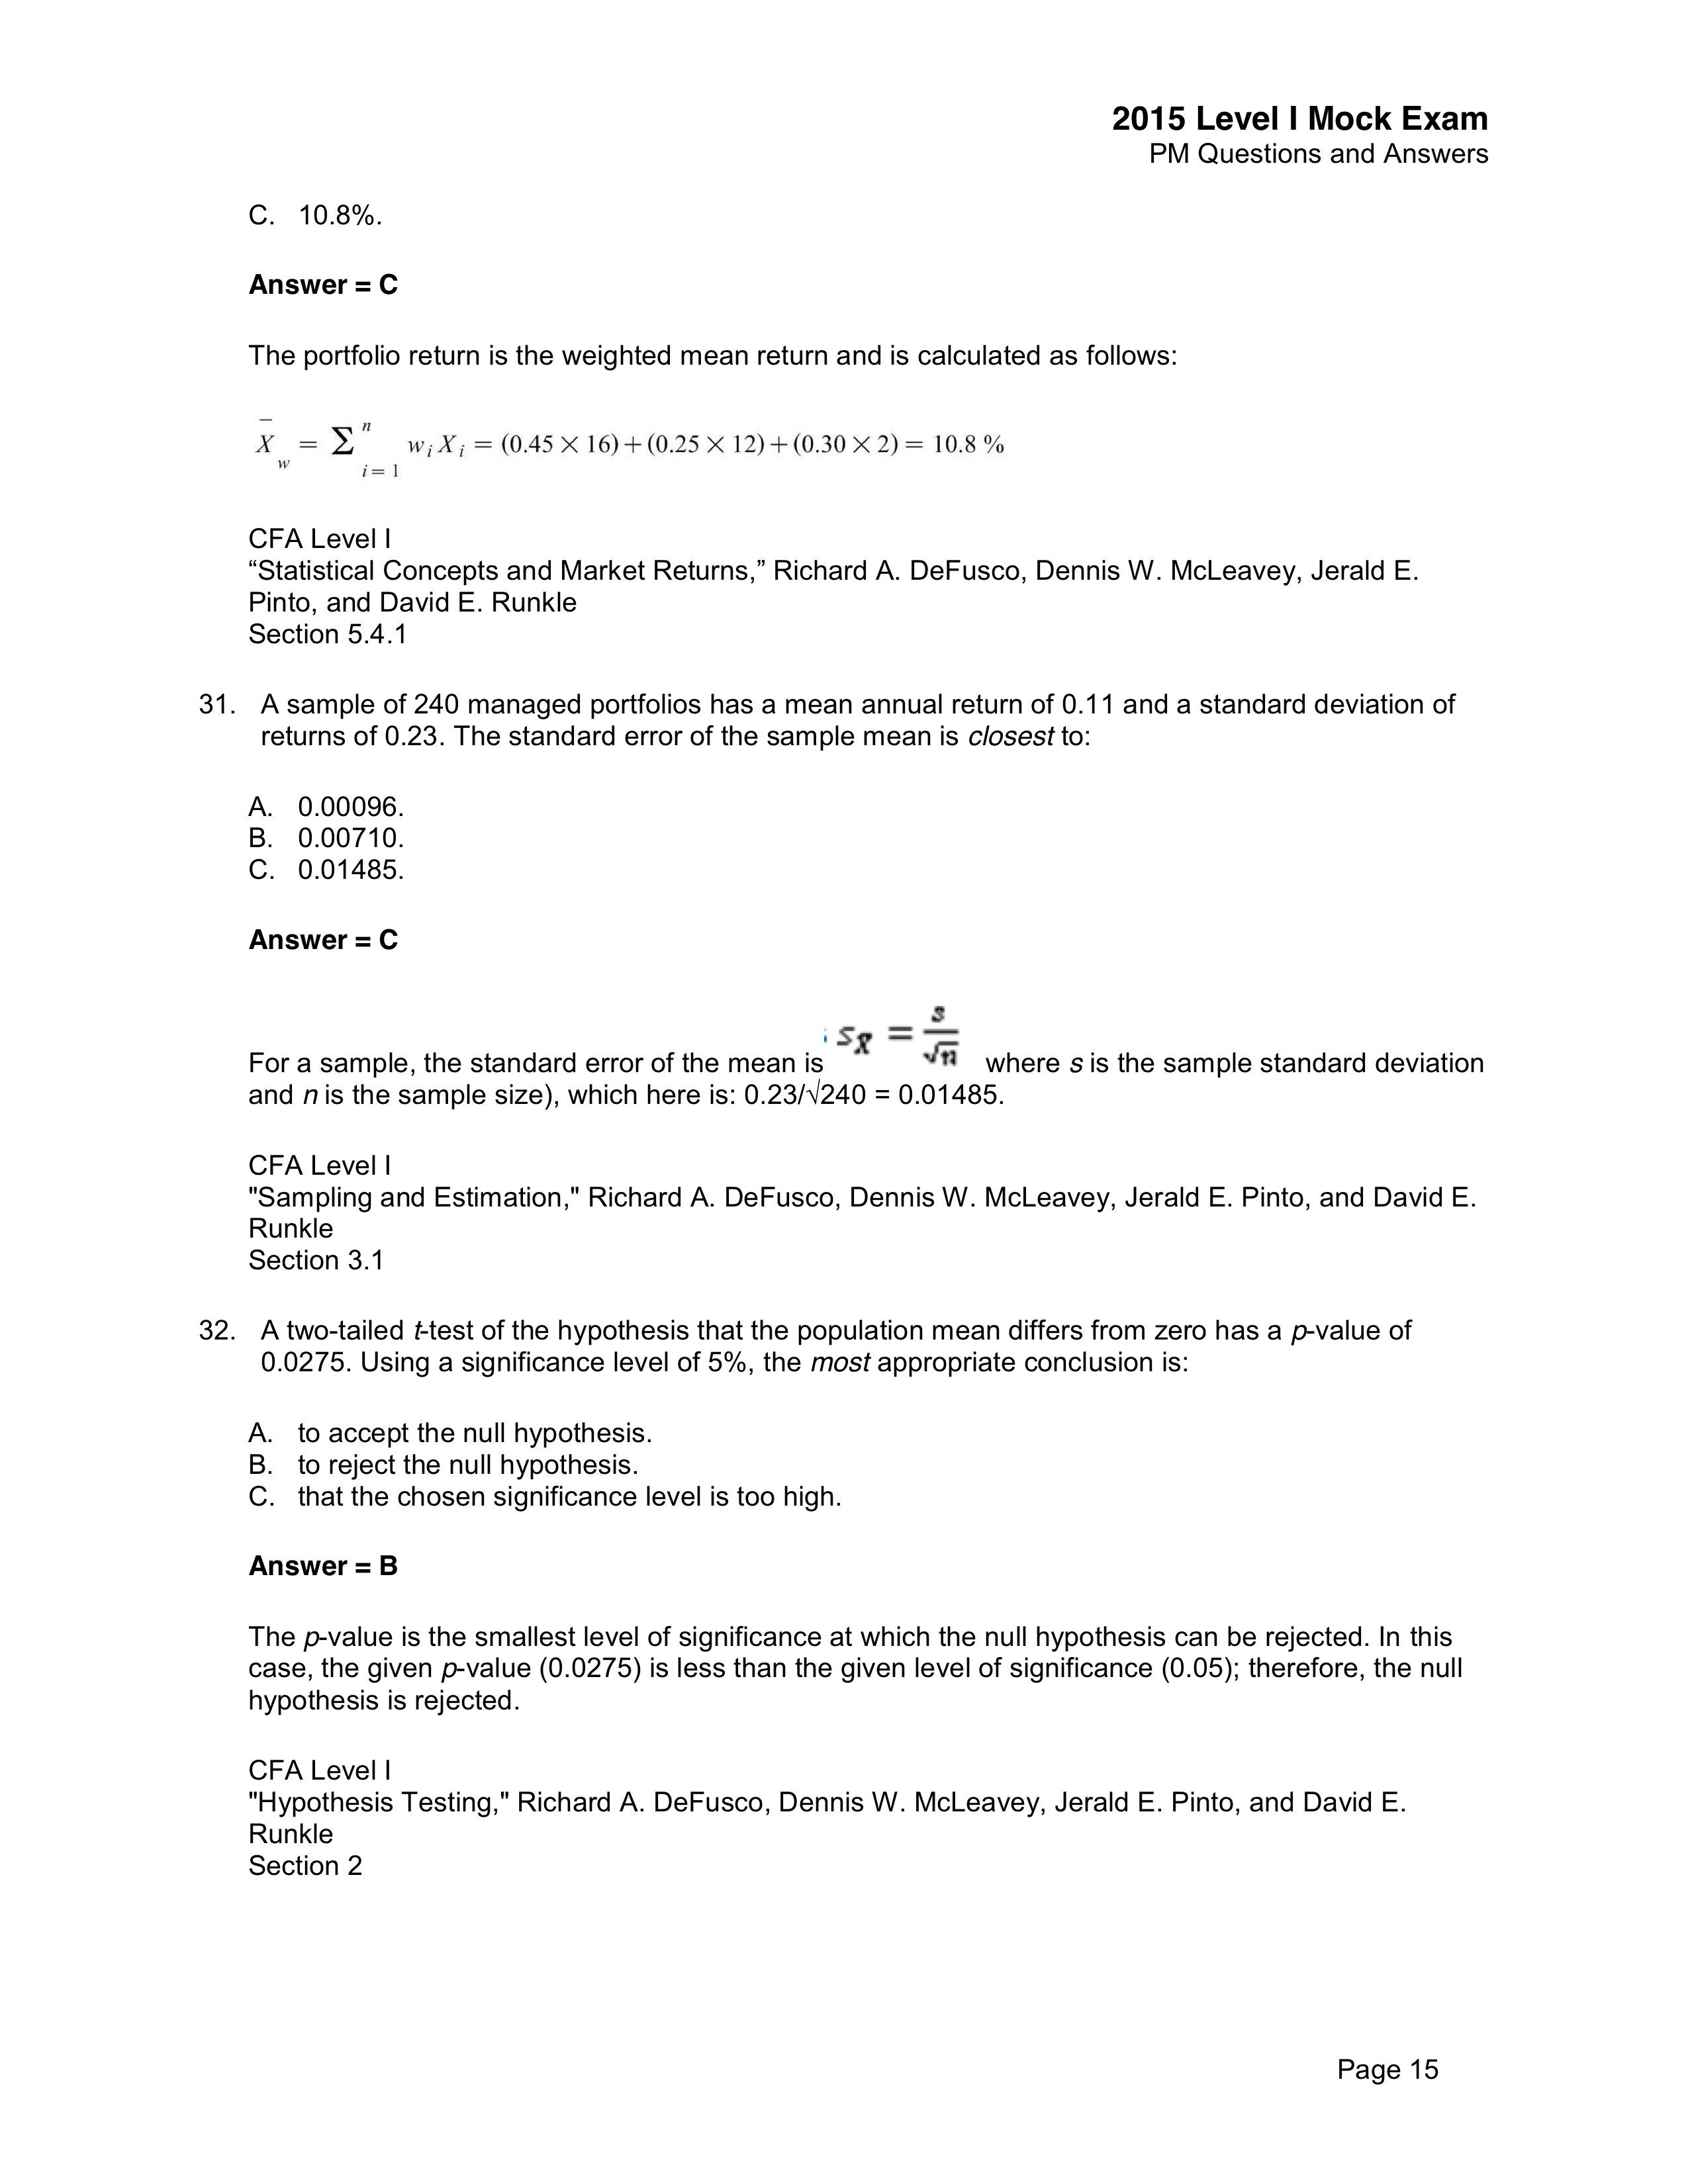 2015 Level I Mock Exam
PM Questions and Answers
C. 10.8%.
Answer = C
The portfolio return is the weighted mean return and is calculated as follows:
X̄_w = Σ^n_{i=1} w_i X_i = (0.45 × 16) + (0.25 × 12) + (0.30 × 2) = 10.8 %
CFA Level I
“Statistical Concepts and Market Returns,” Richard A. DeFusco, Dennis W. McLeavey, Jerald E.
Pinto, and David E. Runkle
Section 5.4.1
31. A sample of 240 managed portfolios has a mean annual return of 0.11 and a standard deviation of
returns of 0.23. The standard error of the sample mean is closest to:
A. 0.00096.
B. 0.00710.
C. 0.01485.
Answer = C
For a sample, the standard error of the mean is s_X̄ = s/√n where s is the sample standard deviation
and n is the sample size), which here is: 0.23/√240 = 0.01485.
CFA Level I
"Sampling and Estimation," Richard A. DeFusco, Dennis W. McLeavey, Jerald E. Pinto, and David E.
Runkle
Section 3.1
32. A two-tailed t-test of the hypothesis that the population mean differs from zero has a p-value of
0.0275. Using a significance level of 5%, the most appropriate conclusion is:
A. to accept the null hypothesis.
B. to reject the null hypothesis.
C. that the chosen significance level is too high.
Answer = B
The p-value is the smallest level of significance at which the null hypothesis can be rejected. In this
case, the given p-value (0.0275) is less than the given level of significance (0.05); therefore, the null
hypothesis is rejected.
CFA Level I
"Hypothesis Testing," Richard A. DeFusco, Dennis W. McLeavey, Jerald E. Pinto, and David E.
Runkle
Section 2
Page 15